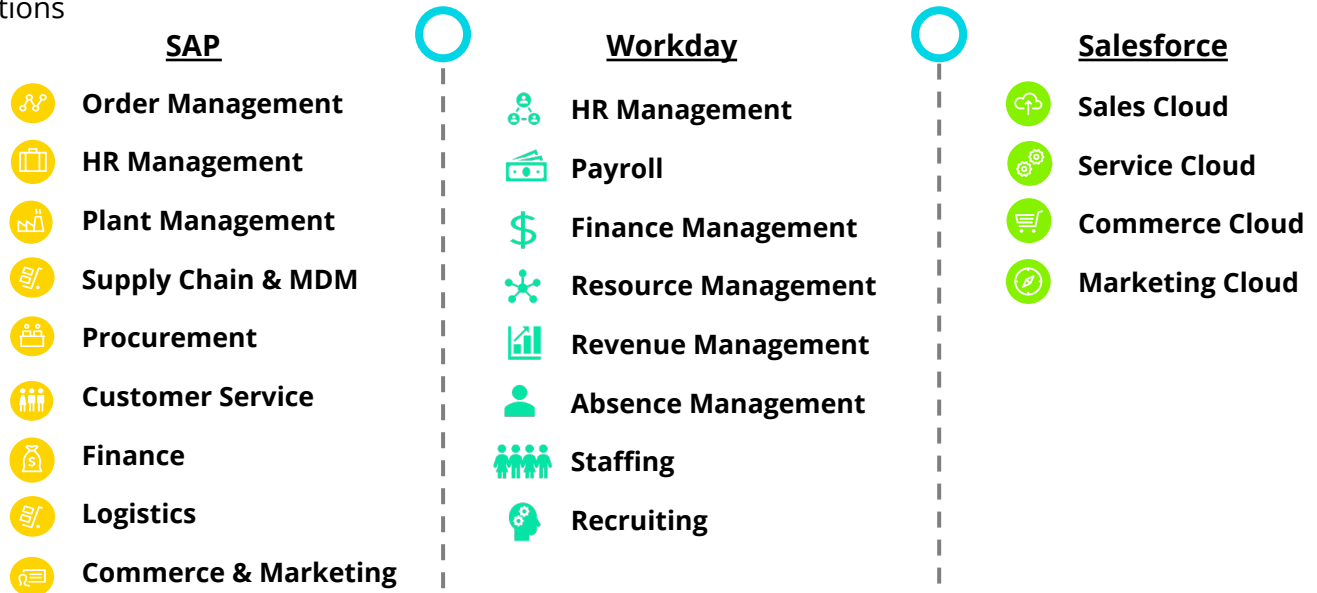 tions
SAP
Order Management
HR Management
Plant Management
Supply Chain & MDM
Procurement
Customer Service
Finance
Logistics
Commerce & Marketing
Workday
HR Management
Payroll
Finance Management
Resource Management
Revenue Management
Absence Management
Staffing
Recruiting
Salesforce
Sales Cloud
Service Cloud
Commerce Cloud
Marketing Cloud